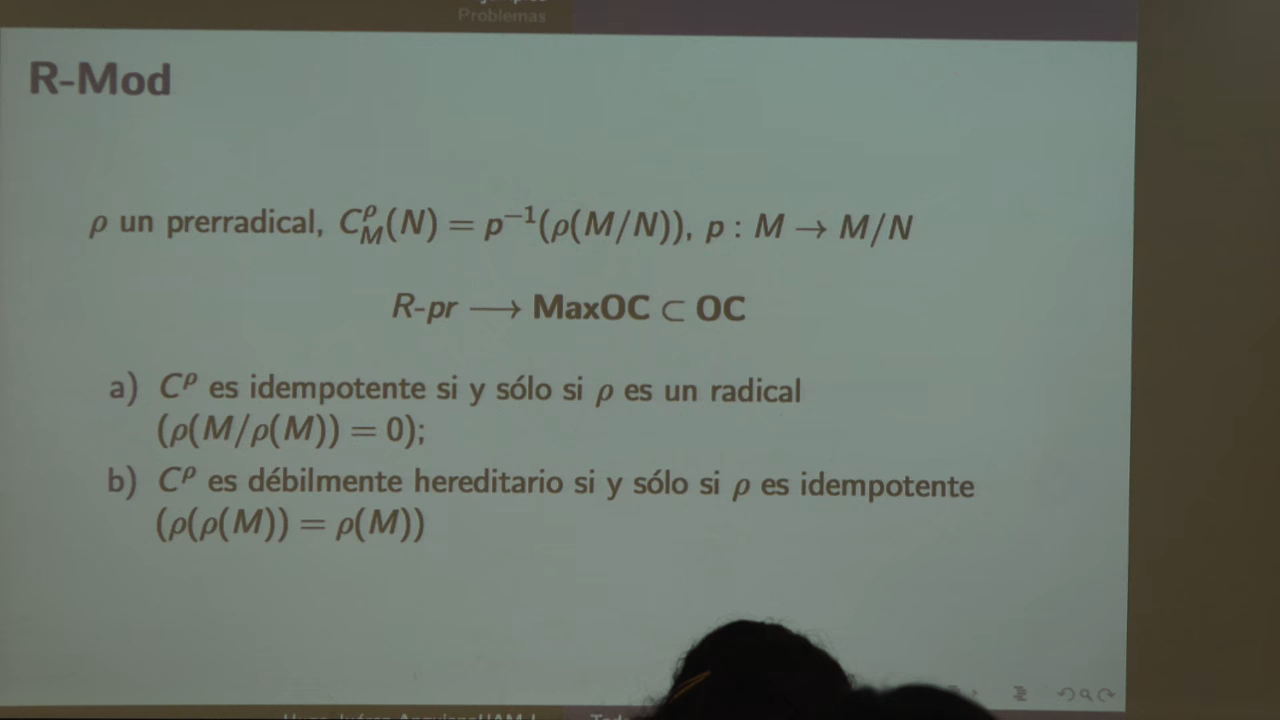 Problemas
R-Mod
ρ un prerradical, C_M^ρ(N) = p⁻¹(ρ(M/N)), p : M → M/N
R-pr ⟶ MaxOC ⊂ OC
a) C^ρ es idempotente si y sólo si ρ es un radical
(ρ(M/ρ(M)) = 0);
b) C^ρ es débilmente hereditario si y sólo si ρ es idempotente
(ρ(ρ(M)) = ρ(M))